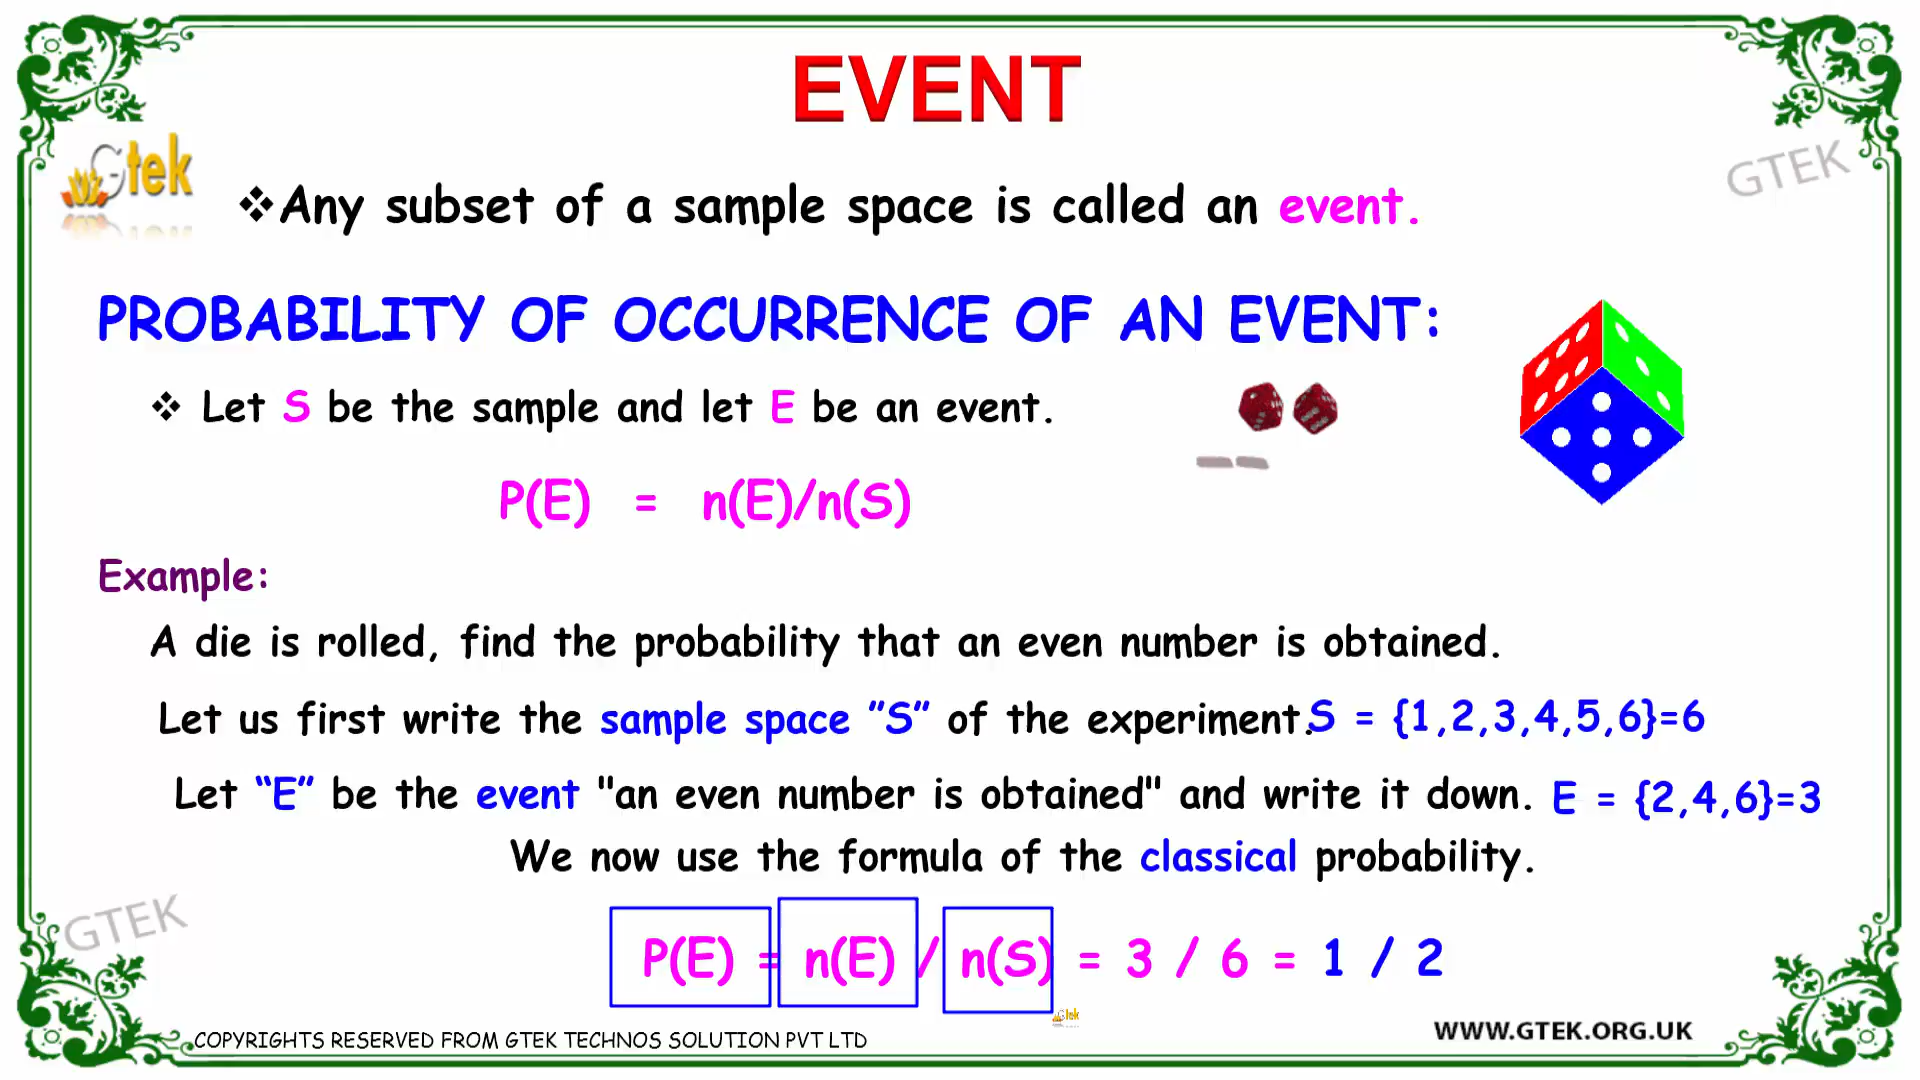 EVENT
Gtek
GTEK
❖Any subset of a sample space is called an event.
PROBABILITY OF OCCURRENCE OF AN EVENT:
❖ Let S be the sample and let E be an event.
P(E) = n(E)/n(S)
Example:
A die is rolled, find the probability that an even number is obtained.
Let us first write the sample space ”S” of the experiment. S = {1,2,3,4,5,6}=6
Let “E” be the event "an even number is obtained" and write it down. E = {2,4,6}=3
We now use the formula of the classical probability.
GTEK
P(E) = n(E) / n(S) = 3 / 6 = 1 / 2
Gtek
COPYRIGHTS RESERVED FROM GTEK TECHNOS SOLUTION PVT LTD
WWW.GTEK.ORG.UK